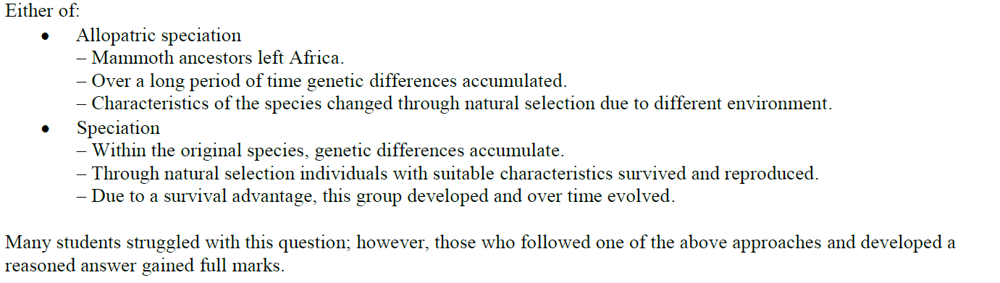 Either of:
• Allopatric speciation
– Mammoth ancestors left Africa.
– Over a long period of time genetic differences accumulated.
– Characteristics of the species changed through natural selection due to different environment.
• Speciation
– Within the original species, genetic differences accumulate.
– Through natural selection individuals with suitable characteristics survived and reproduced.
– Due to a survival advantage, this group developed and over time evolved.
Many students struggled with this question; however, those who followed one of the above approaches and developed a
reasoned answer gained full marks.